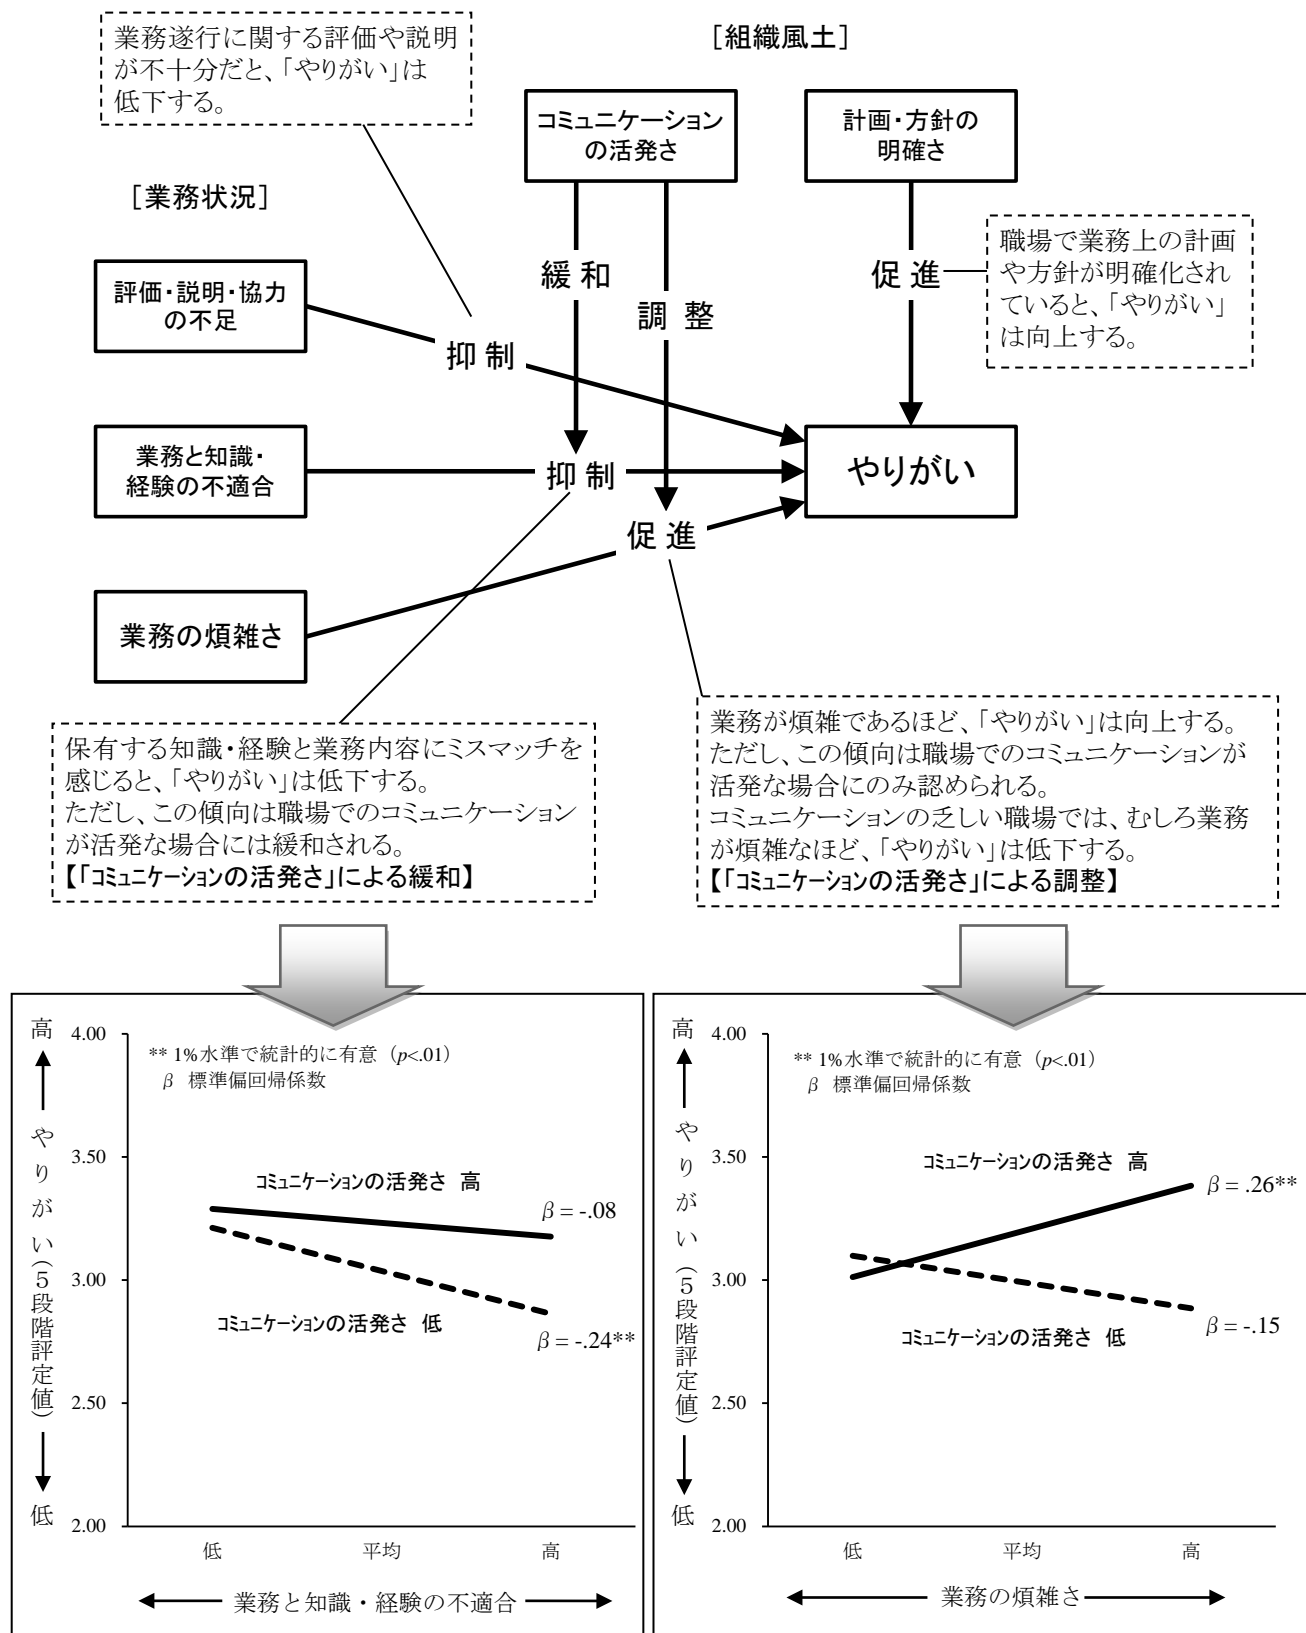 業務遂行に関する評価や説明
が不十分だと、「やりがい」は
低下する。
[組織風土]
コミュニケーション
の活発さ
計画・方針の
明確さ
[業務状況]
職場で業務上の計画
や方針が明確化され
ていると、「やりがい」
は向上する。
緩和
調整
促進
評価・説明・協力
の不足
抑制
業務と知識・
経験の不適合
抑制
やりがい
促進
業務の煩雑さ
保有する知識・経験と業務内容にミスマッチを
感じると、「やりがい」は低下する。
ただし、この傾向は職場でのコミュニケーション
が活発な場合には緩和される。
【「コミュニケーションの活発さ」による緩和】
業務が煩雑であるほど、「やりがい」は向上する。
ただし、この傾向は職場でのコミュニケーションが
活発な場合にのみ認められる。
コミュニケーションの乏しい職場では、むしろ業務
が煩雑なほど、「やりがい」は低下する。
【「コミュニケーションの活発さ」による調整】
高
やりがい(5段階評定値)
低
4.00
3.50
3.00
2.50
2.00
** 1%水準で統計的に有意 (p<.01)
β 標準偏回帰係数
コミュニケーションの活発さ 高
β = -.08
コミュニケーションの活発さ 低
β = -.24**
低 平均 高
業務と知識・経験の不適合
高
やりがい(5段階評定値)
低
4.00
3.50
3.00
2.50
2.00
** 1%水準で統計的に有意 (p<.01)
β 標準偏回帰係数
コミュニケーションの活発さ 高
β = .26**
コミュニケーションの活発さ 低
β = -.15
低 平均 高
業務の煩雑さ